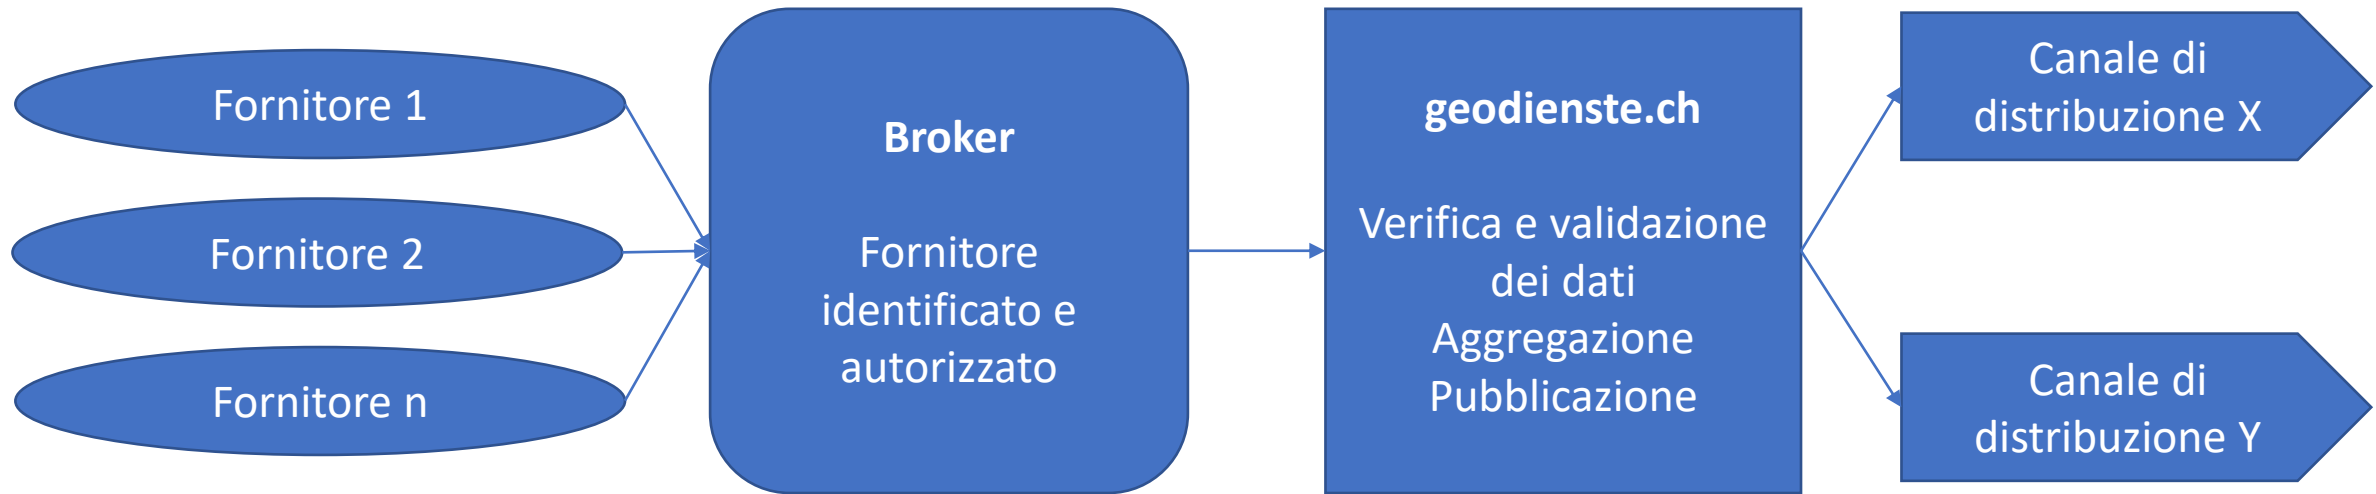 Fornitore 1
Fornitore 2
Fornitore n
Broker
Fornitore
identificato e
autorizzato
geodienste.ch
Verifica e validazione
dei dati
Aggregazione
Pubblicazione
Canale di
distribuzione X
Canale di
distribuzione Y